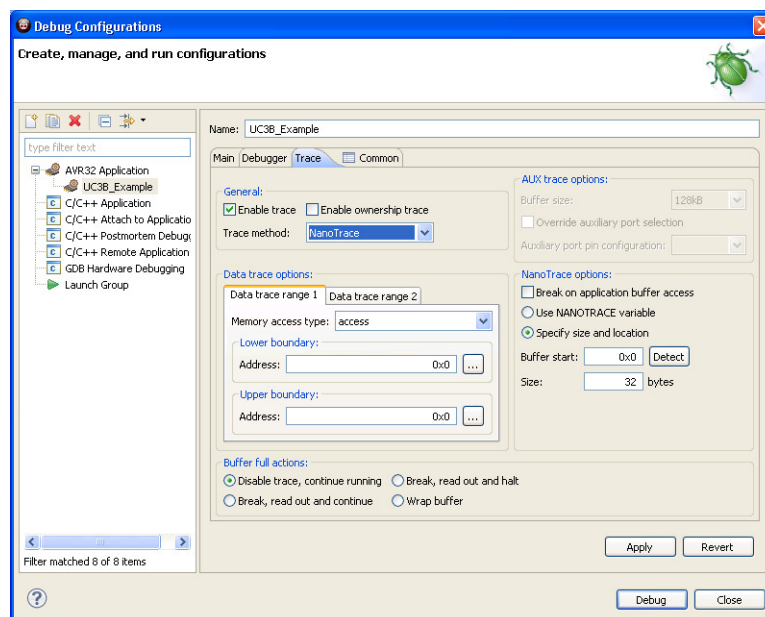 Debug Configurations
Create, manage, and run configurations
type filter text
AVR32 Application
UC3B_Example
C/C++ Application
C/C++ Attach to Applicatio
C/C++ Postmortem Debug
C/C++ Remote Application
GDB Hardware Debugging
Launch Group
Filter matched 8 of 8 items
Name: UC3B_Example
Main Debugger Trace Common
General:
Enable trace Enable ownership trace
Trace method: NanoTrace
AUX trace options:
Buffer size: 128kB
Override auxiliary port selection
Auxiliary port pin configuration:
Data trace options:
Data trace range 1 Data trace range 2
Memory access type: access
Lower boundary:
Address: 0x0 ...
Upper boundary:
Address: 0x0 ...
NanoTrace options:
Break on application buffer access
Use NANOTRACE variable
Specify size and location
Buffer start: 0x0 Detect
Size: 32 bytes
Buffer full actions:
Disable trace, continue running Break, read out and halt
Break, read out and continue Wrap buffer
Apply Revert
? Debug Close